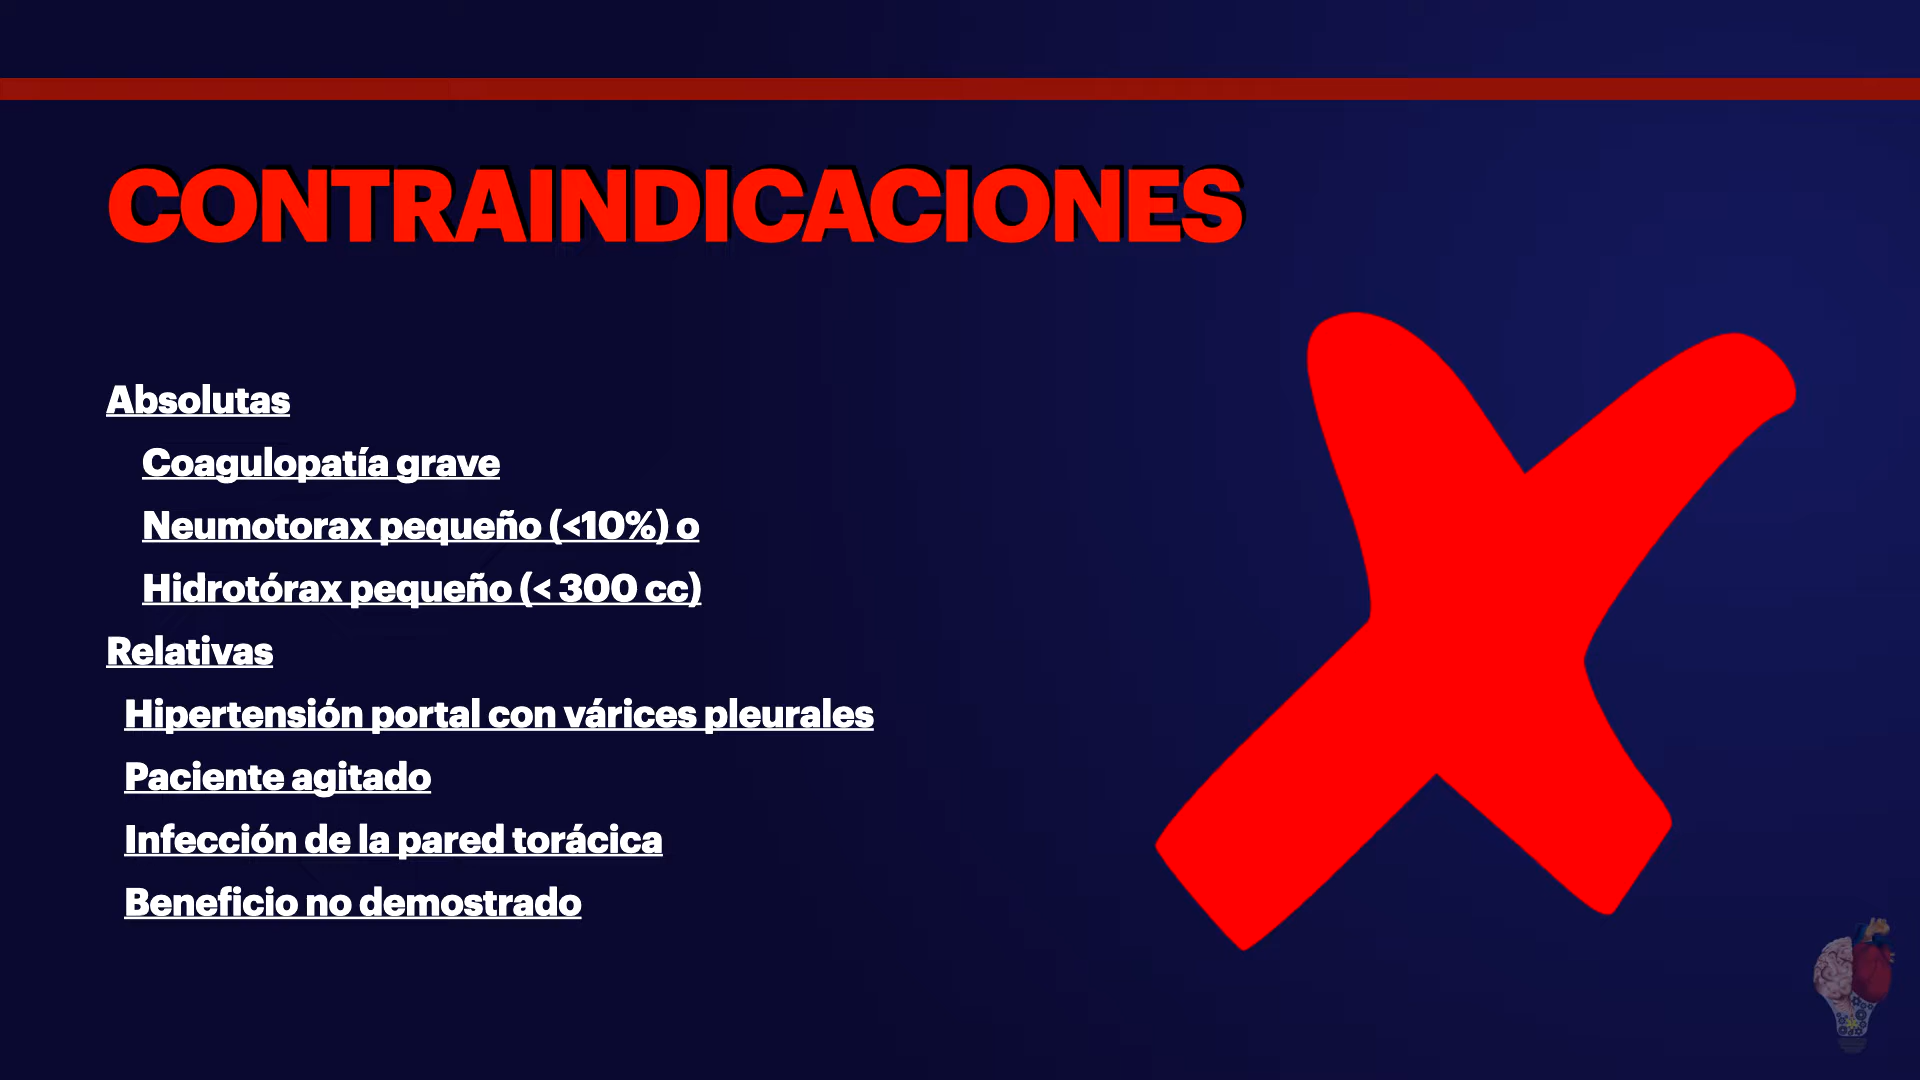 CONTRAINDICACIONES
Absolutas
Coagulopatía grave
Neumotorax pequeño (<10%) o
Hidrotórax pequeño (< 300 cc)
Relativas
Hipertensión portal con várices pleurales
Paciente agitado
Infección de la pared torácica
Beneficio no demostrado